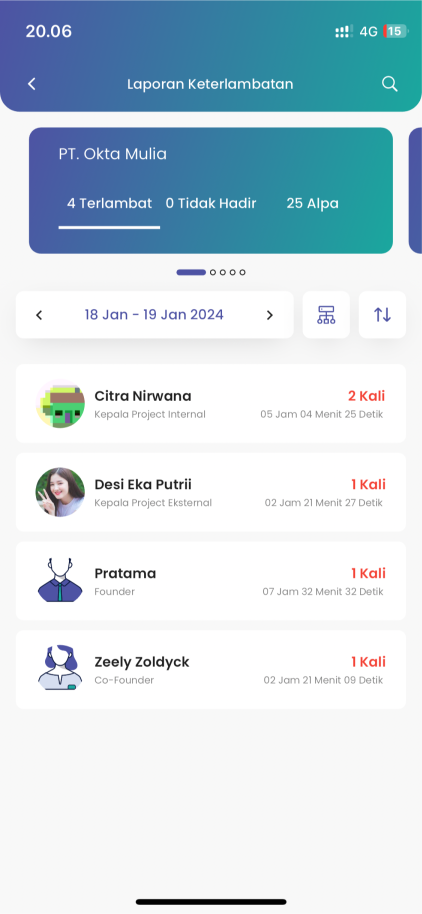 20.06 4G 15
Laporan Keterlambatan
PT. Okta Mulia
4 Terlambat 0 Tidak Hadir 25 Alpa
18 Jan - 19 Jan 2024
Citra Nirwana 2 Kali
Kepala Project Internal 05 Jam 04 Menit 25 Detik
Desi Eka Putrii 1 Kali
Kepala Project Eksternal 02 Jam 21 Menit 27 Detik
Pratama 1 Kali
Founder 07 Jam 32 Menit 32 Detik
Zeely Zoldyck 1 Kali
Co-Founder 02 Jam 21 Menit 09 Detik